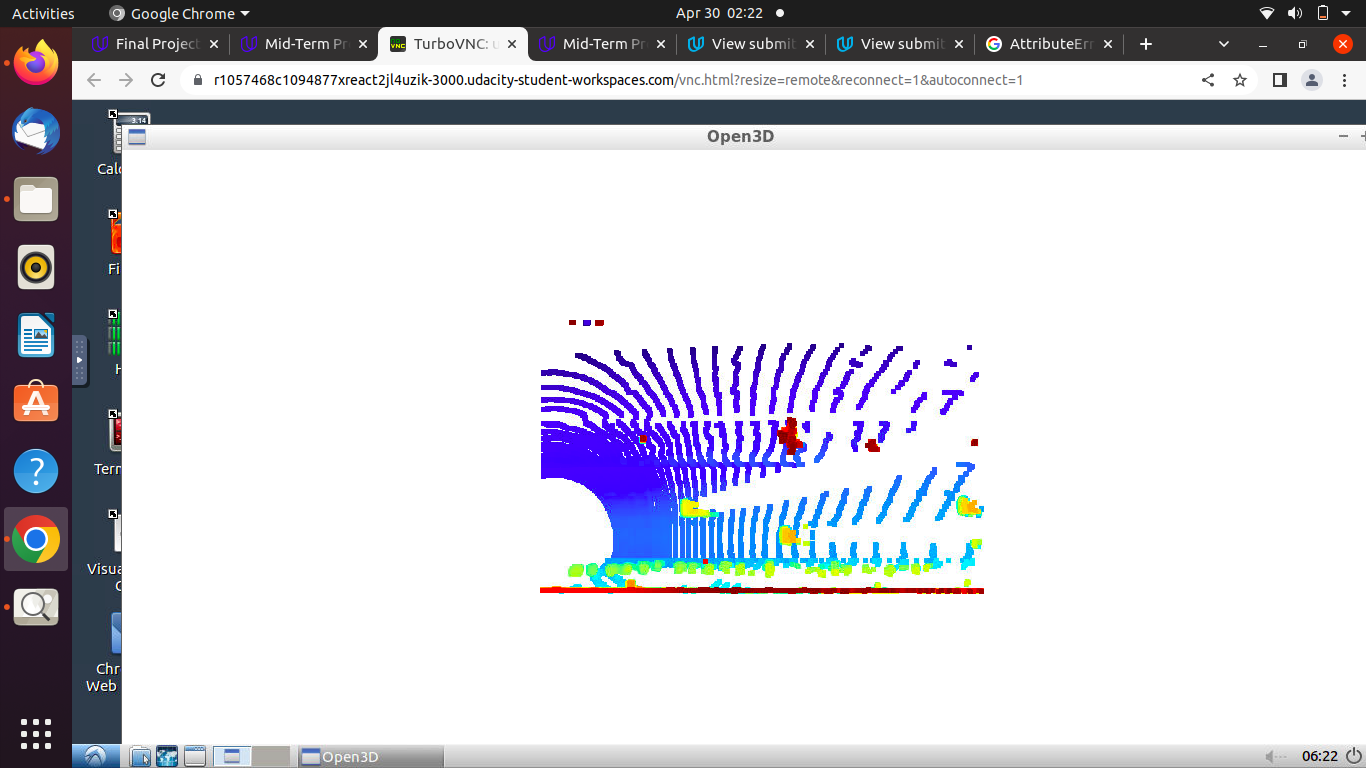 Activities
Google Chrome
Apr 30 02:22
Final Project
Mid-Term Pr
TurboVNC: u
Mid-Term Pr
View submit
View submit
AttributeErr
r1057468c1094877xreact2jl4uzik-3000.udacity-student-workspaces.com/vnc.html?resize=remote&reconnect=1&autoconnect=1
3.14
Open3D
Calc
Fi
H
Term
Visua
C
Chr
Web
Open3D
06:22